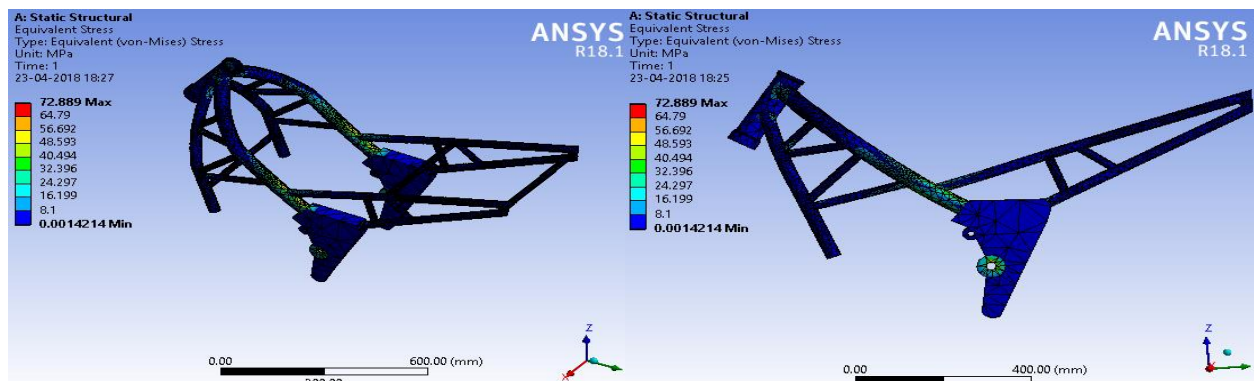 A: Static Structural
Equivalent Stress
Type: Equivalent (von-Mises) Stress
Unit: MPa
Time: 1
23-04-2018 18:27
72.889 Max
64.79
56.692
48.593
40.494
32.396
24.297
16.199
8.1
0.0014214 Min
ANSYS
R18.1
0.00
600.00 (mm)
300.00
Z
X
A: Static Structural
Equivalent Stress
Type: Equivalent (von-Mises) Stress
Unit: MPa
Time: 1
23-04-2018 18:25
72.889 Max
64.79
56.692
48.593
40.494
32.396
24.297
16.199
8.1
0.0014214 Min
ANSYS
R18.1
0.00
400.00 (mm)
Z